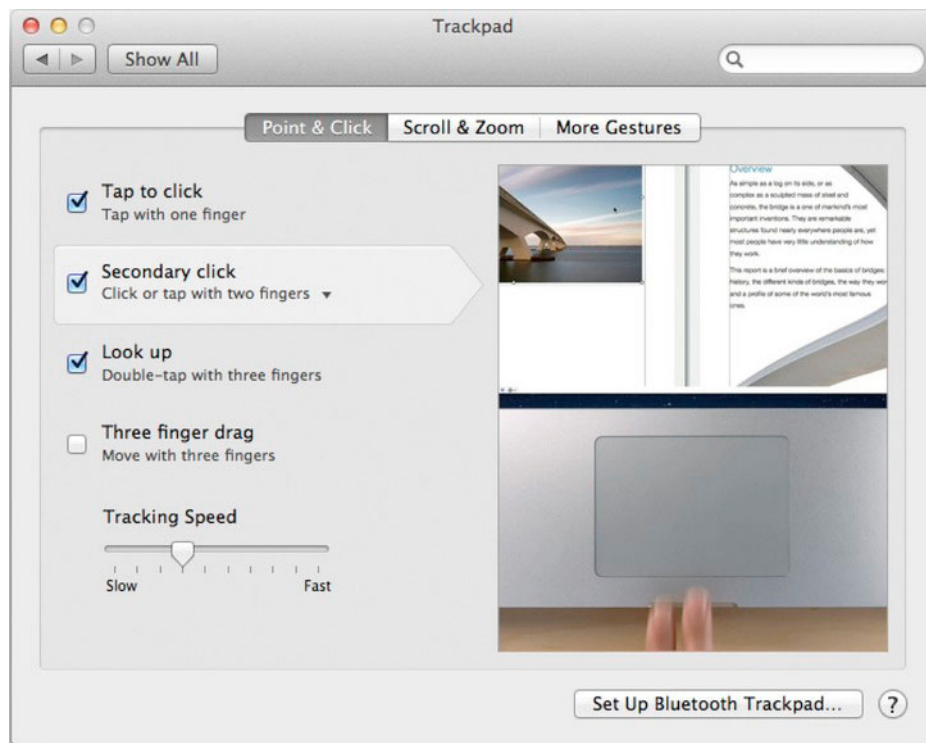 Trackpad
Show All
Point & Click
Scroll & Zoom
More Gestures
Tap to click
Tap with one finger
Secondary click
Click or tap with two fingers
Look up
Double-tap with three fingers
Three finger drag
Move with three fingers
Tracking Speed
Slow
Fast
Overview
As simple as a log on its side, or as
complex as a sculpted mass of steel and
concrete, the bridge is a one of mankind's most
important inventions. They are remarkable
structures found nearly everywhere people are, yet
most people have very little understanding of how
they work.
This report is a brief overview of the basics of bridges:
history, the different kinds of bridges, the way they wor
and a profile of some of the world's most famous
ones.
Set Up Bluetooth Trackpad...
?